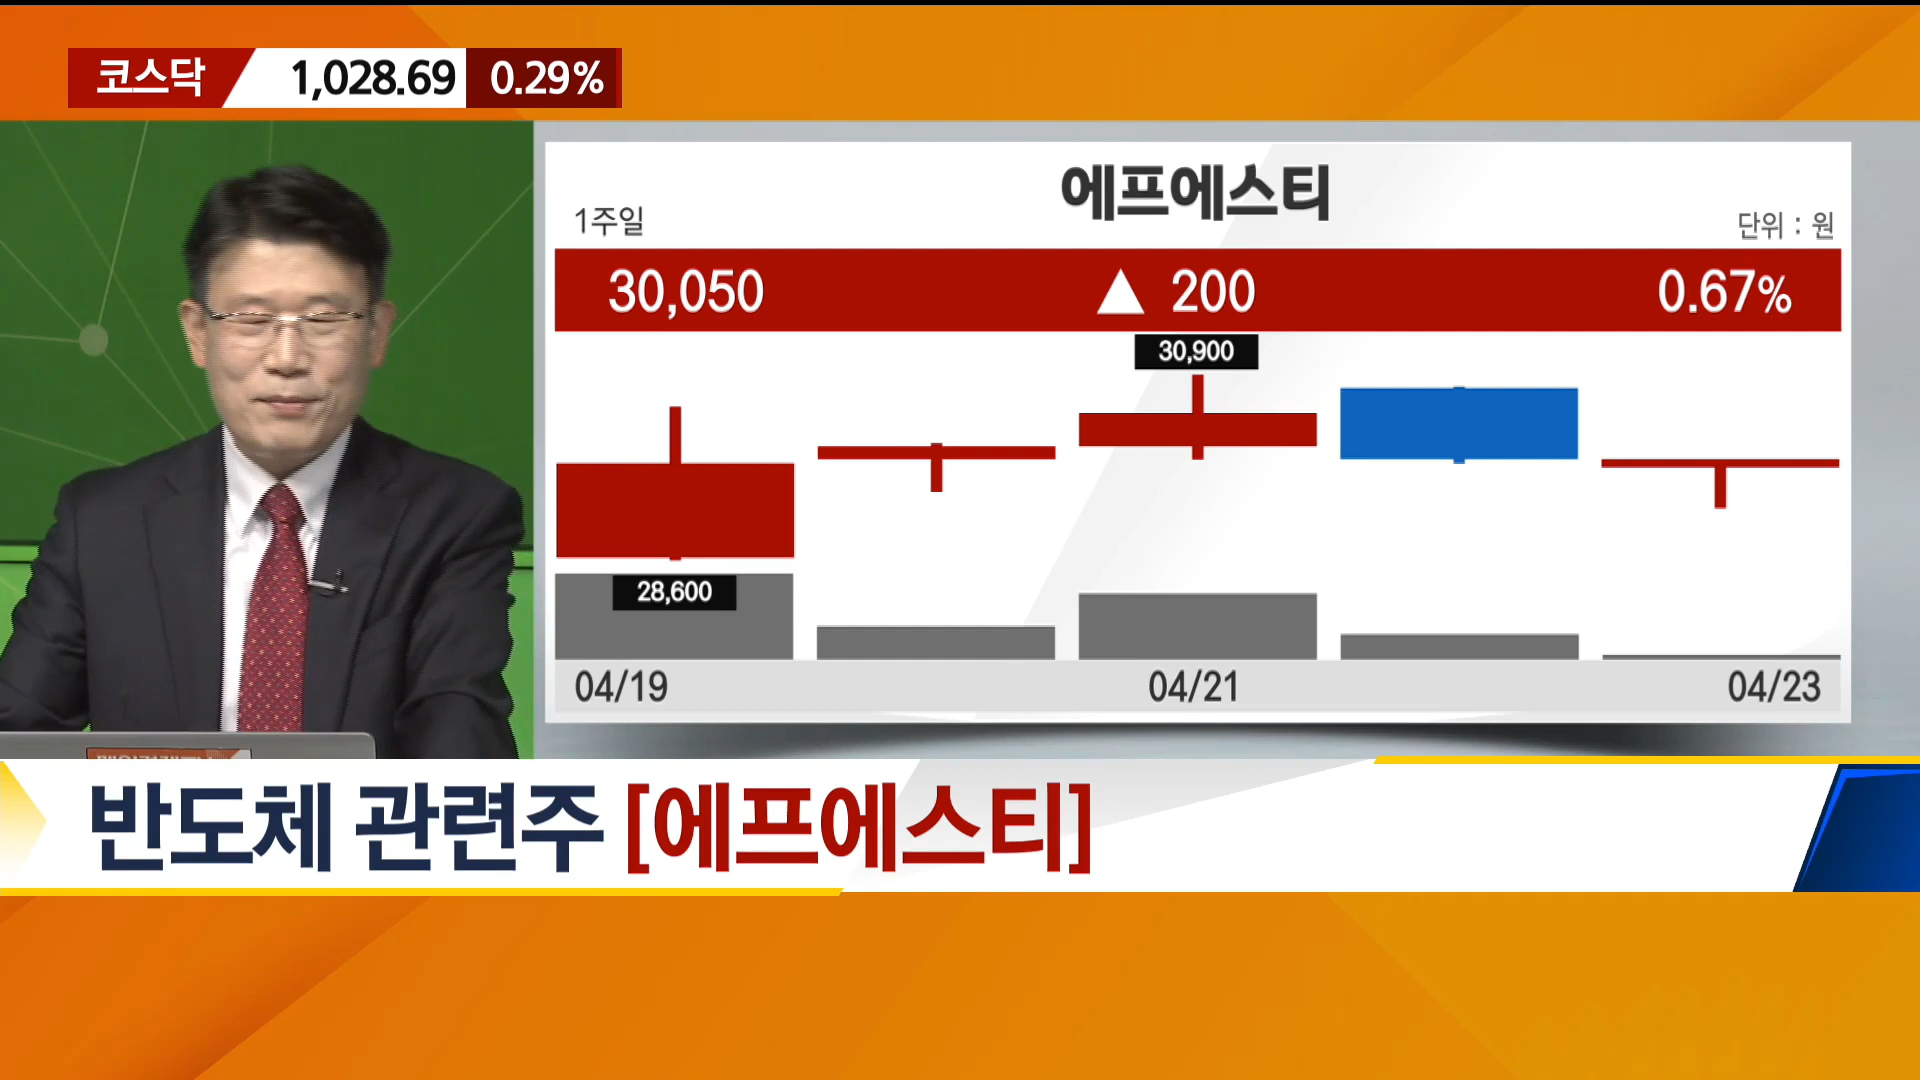 코스닥 1,028.69 0.29%
에프에스티
1주일 단위 : 원
30,050 ▲ 200 0.67%
30,900
28,600
04/19 04/21 04/23
반도체 관련주 [에프에스티]